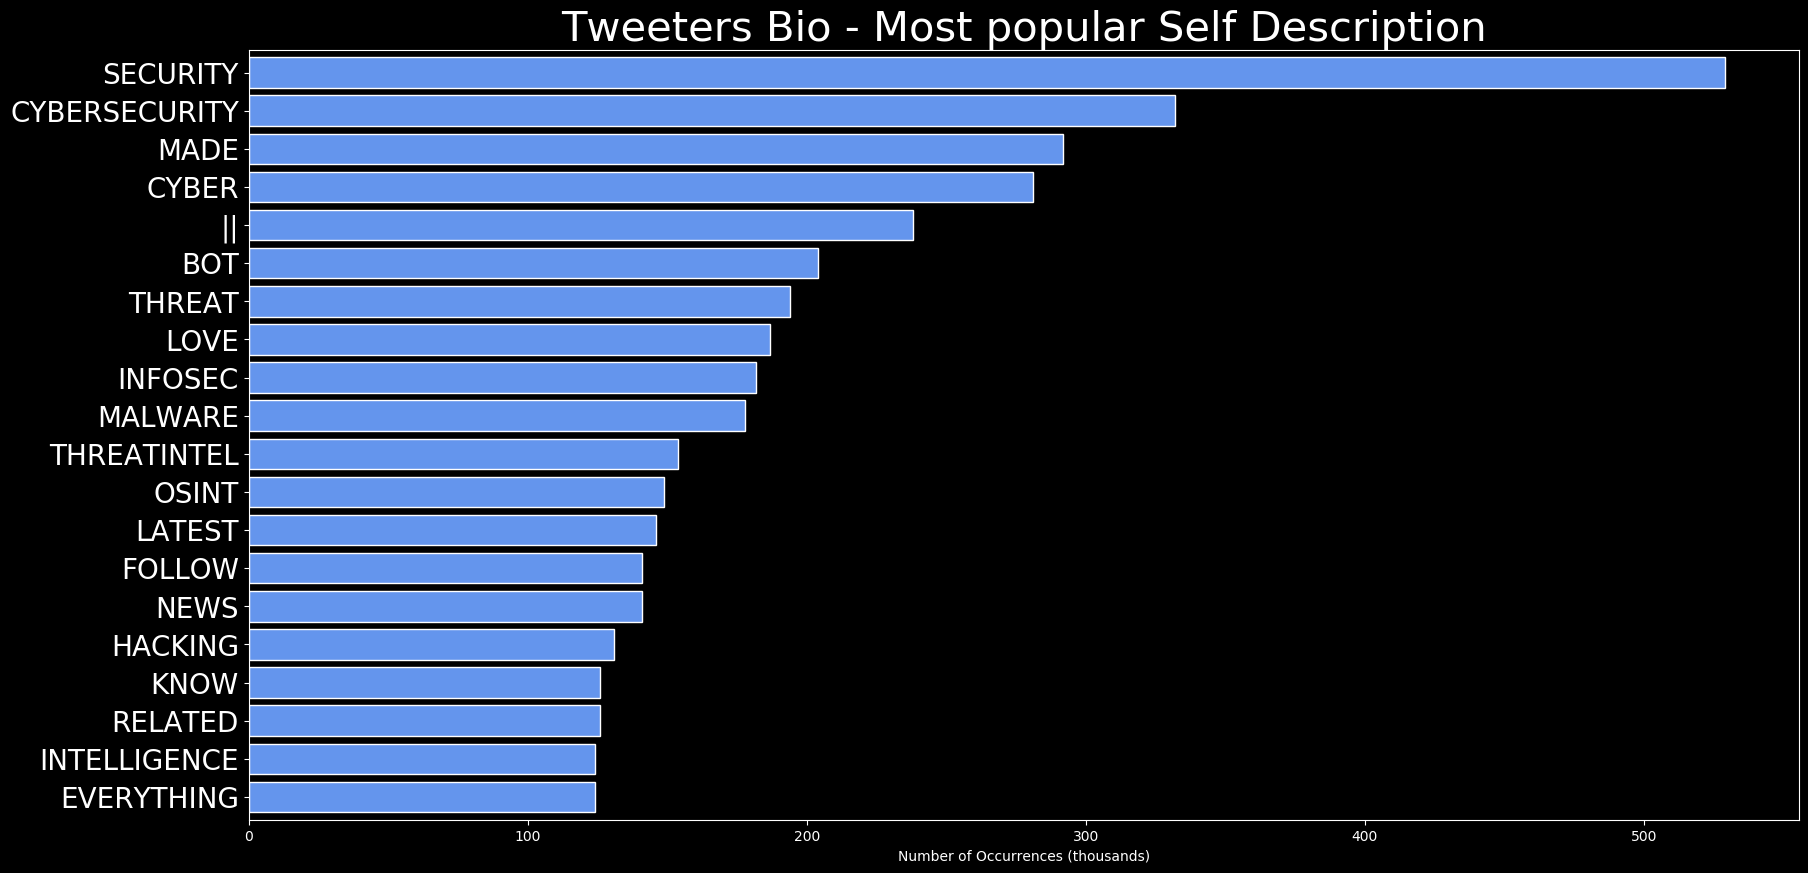 Tweeters Bio - Most popular Self Description
SECURITY
CYBERSECURITY
MADE
CYBER
||
BOT
THREAT
LOVE
INFOSEC
MALWARE
THREATINTEL
OSINT
LATEST
FOLLOW
NEWS
HACKING
KNOW
RELATED
INTELLIGENCE
EVERYTHING
0 100 200 300 400 500
Number of Occurrences (thousands)